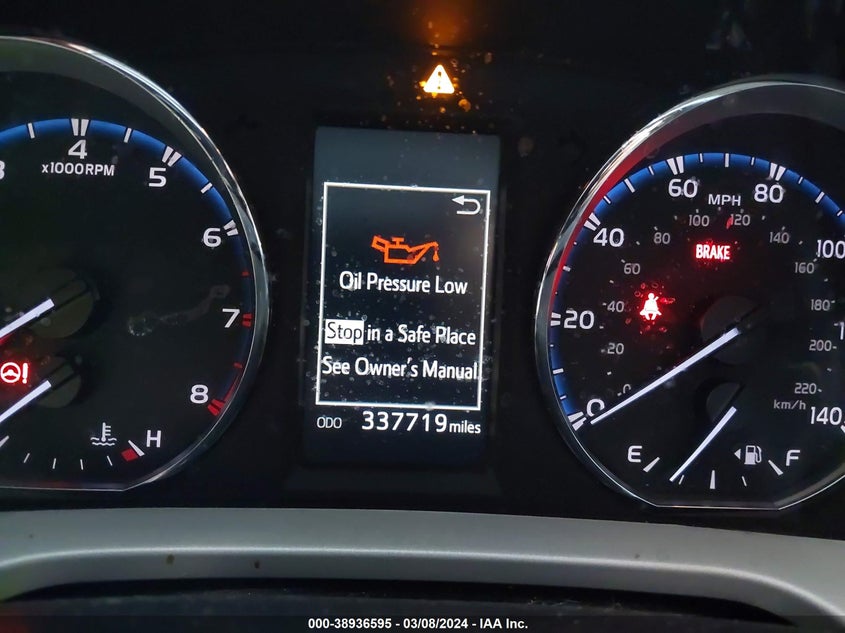 3
4
5
6
7
8
x1000RPM
H
Oil Pressure Low
Stop in a Safe Place
See Owner's Manual
ODO 337719 miles
0
20
40
60
80
100
140
MPH
0
20
40
60
80
100
120
140
160
180
200
220
km/h
BRAKE
E
F
000-38936595 - 03/08/2024 - IAA Inc.